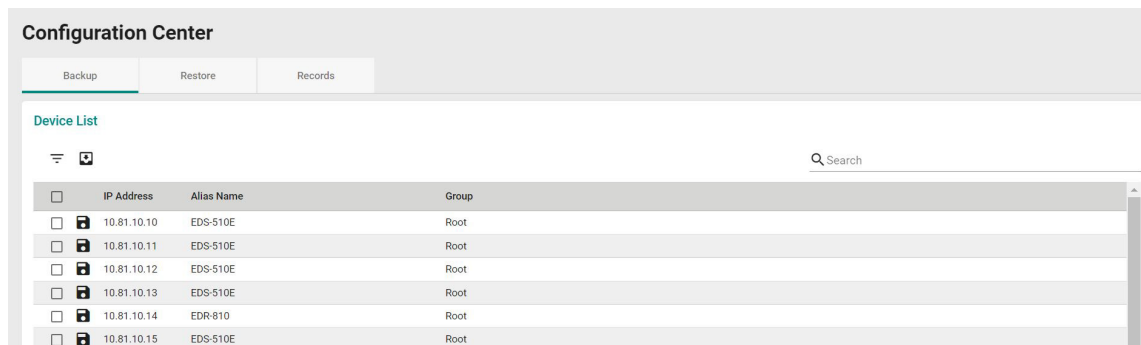 Configuration Center
Backup Restore Records
Device List
Search
IP Address Alias Name Group
10.81.10.10 EDS-510E Root
10.81.10.11 EDS-510E Root
10.81.10.12 EDS-510E Root
10.81.10.13 EDS-510E Root
10.81.10.14 EDR-810 Root
10.81.10.15 EDS-510E Root